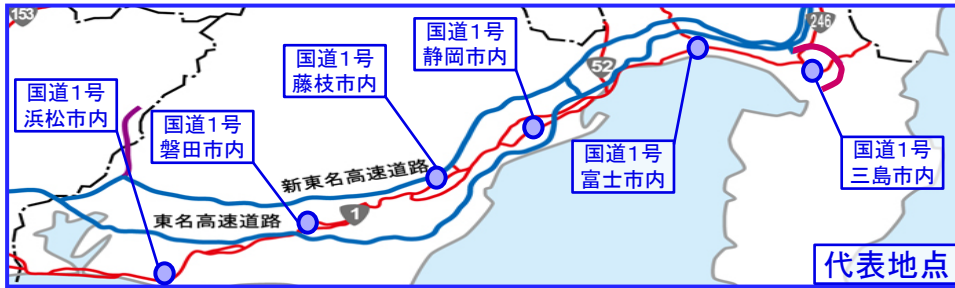 153
246
国道1号
静岡市内
国道1号
藤枝市内
52
国道1号
浜松市内
国道1号
磐田市内
国道1号
富士市内
国道1号
三島市内
新東名高速道路
東名高速道路
1
代表地点